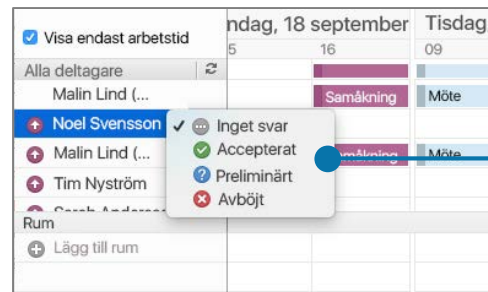 Visa endast arbetstid
ndag, 18 september
Tisdag,
5
16
09
Alla deltagare
Malin Lind (...
Samåkning
Möte
Noel Svensson
Inget svar
Malin Lind (...
Accepterat
Samåkning
Möte
Tim Nyström
Preliminärt
Avböjt
Rum
Lägg till rum